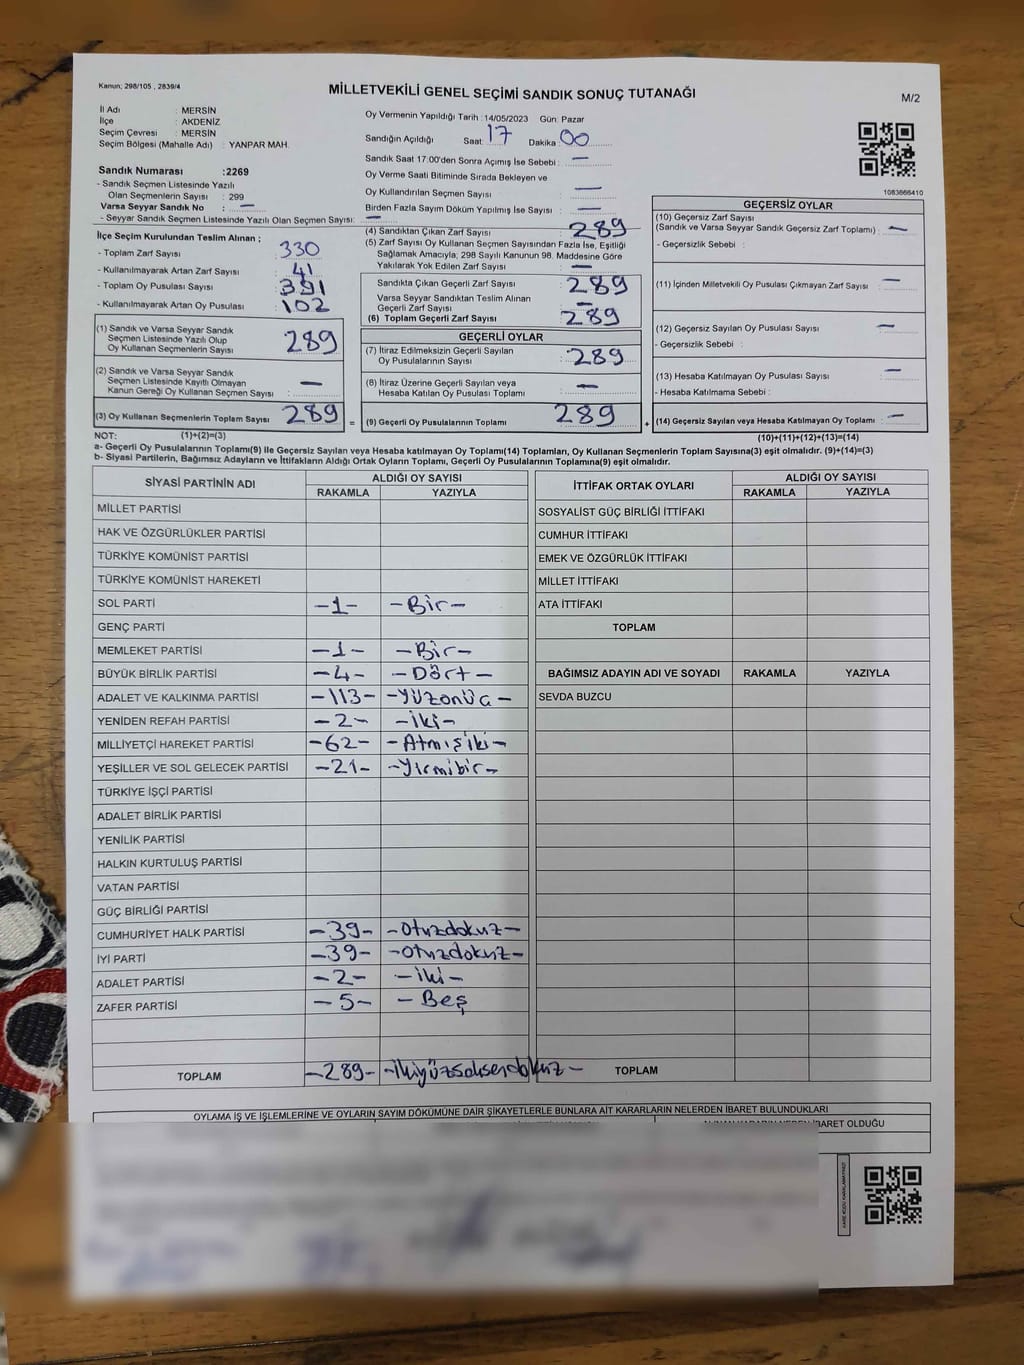 Kanun; 298/105 , 2839/4
MİLLETVEKİLİ GENEL SEÇİMİ SANDIK SONUÇ TUTANAĞI
M/2
İl Adı : MERSİN
İlçe : AKDENİZ
Seçim Çevresi : MERSİN
Seçim Bölgesi (Mahalle Adı) : YANPAR MAH.
Sandık Numarası :2269
- Sandık Seçmen Listesinde Yazılı
Olan Seçmenlerin Sayısı : 299
Varsa Seyyar Sandık No : —
- Seyyar Sandık Seçmen Listesinde Yazılı Olan Seçmen Sayısı: —
Oy Vermenin Yapıldığı Tarih :14/05/2023 Gün: Pazar
Sandığın Açıldığı Saat: 17 Dakika: 00
Sandık Saat 17:00'den Sonra Açımış İse Sebebi : —
Oy Verme Saati Bitiminde Sırada Bekleyen ve
Oy Kullandırılan Seçmen Sayısı : —
Birden Fazla Sayım Döküm Yapılmış İse Sayısı : —
1083666410
İlçe Seçim Kurulundan Teslim Alınan ;
- Toplam Zarf Sayısı : 330
- Kullanılmayarak Artan Zarf Sayısı : 41
- Toplam Oy Pusulası Sayısı : 391
- Kullanılmayarak Artan Oy Pusulası : 102
(1) Sandık ve Varsa Seyyar Sandık
Seçmen Listesinde Yazılı Olup
Oy Kullanan Seçmenlerin Sayısı : 289
(2) Sandık ve Varsa Seyyar Sandık
Seçmen Listesinde Kayıtlı Olmayan
Kanun Gereği Oy Kullanan Seçmen Sayısı : —
(3) Oy Kullanan Seçmenlerin Toplam Sayısı : 289 =
(4) Sandıktan Çıkan Zarf Sayısı : 289
(5) Zarf Sayısı Oy Kullanan Seçmen Sayısından Fazla İse, Eşitliği
Sağlamak Amacıyla; 298 Sayılı Kanunun 98. Maddesine Göre
Yakılarak Yok Edilen Zarf Sayısı : —
Sandıkta Çıkan Geçerli Zarf Sayısı : 289
Varsa Seyyar Sandıktan Teslim Alınan
Geçerli Zarf Sayısı : —
(6) Toplam Geçerli Zarf Sayısı : 289
GEÇERLİ OYLAR
(7) İtiraz Edilmeksizin Geçerli Sayılan
Oy Pusulalarının Sayısı : 289
(8) İtiraz Üzerine Geçerli Sayılan veya
Hesaba Katılan Oy Pusulası Toplamı : —
(9) Geçerli Oy Pusulalarının Toplamı : 289 +
GEÇERSİZ OYLAR
(10) Geçersiz Zarf Sayısı
(Sandık ve Varsa Seyyar Sandık Geçersiz Zarf Toplamı) : —
- Geçersizlik Sebebi :
(11) İçinden Milletvekili Oy Pusulası Çıkmayan Zarf Sayısı : —
(12) Geçersiz Sayılan Oy Pusulası Sayısı : —
- Geçersizlik Sebebi :
(13) Hesaba Katılmayan Oy Pusulası Sayısı : —
- Hesaba Katılmama Sebebi :
(14) Geçersiz Sayılan veya Hesaba Katılmayan Oy Toplamı : —
NOT: (1)+(2)=(3) (10)+(11)+(12)+(13)=(14)
a- Geçerli Oy Pusulalarının Toplamı(9) ile Geçersiz Sayılan veya Hesaba katılmayan Oy Toplamı(14) Toplamları, Oy Kullanan Seçmenlerin Toplam Sayısına(3) eşit olmalıdır. (9)+(14)=(3)
b- Siyasi Partilerin, Bağımsız Adayların ve İttifakların Aldığı Ortak Oyların Toplamı, Geçerli Oy Pusulalarının Toplamına(9) eşit olmalıdır.
SİYASİ PARTİNİN ADI ALDIĞI OY SAYISI
RAKAMLA YAZIYLA
MİLLET PARTİSİ
HAK VE ÖZGÜRLÜKLER PARTİSİ
TÜRKİYE KOMÜNİST PARTİSİ
TÜRKİYE KOMÜNİST HAREKETİ
SOL PARTİ -1- -Bir-
GENÇ PARTİ
MEMLEKET PARTİSİ -1- -Bir-
BÜYÜK BİRLİK PARTİSİ -4- -Dört-
ADALET VE KALKINMA PARTİSİ -113- -Yüzonüç-
YENİDEN REFAH PARTİSİ -2- -İki-
MİLLİYETÇİ HAREKET PARTİSİ -62- -Atmışiki-
YEŞİLLER VE SOL GELECEK PARTİSİ -21- -Yirmibir-
TÜRKİYE İŞÇİ PARTİSİ
ADALET BİRLİK PARTİSİ
YENİLİK PARTİSİ
HALKIN KURTULUŞ PARTİSİ
VATAN PARTİSİ
GÜÇ BİRLİĞİ PARTİSİ
CUMHURİYET HALK PARTİSİ -39- -Otuzdokuz-
İYİ PARTİ -39- -Otuzdokuz-
ADALET PARTİSİ -2- -İki-
ZAFER PARTİSİ -5- -Beş
TOPLAM -289- -İkiyüzseksendokuz-
İTTİFAK ORTAK OYLARI ALDIĞI OY SAYISI
RAKAMLA YAZIYLA
SOSYALİST GÜÇ BİRLİĞİ İTTİFAKI
CUMHUR İTTİFAKI
EMEK VE ÖZGÜRLÜK İTTİFAKI
MİLLET İTTİFAKI
ATA İTTİFAKI
TOPLAM
BAĞIMSIZ ADAYIN ADI VE SOYADI RAKAMLA YAZIYLA
SEVDA BUZCU
TOPLAM
OYLAMA İŞ VE İŞLEMLERİNE VE OYLARIN SAYIM DÖKÜMÜNE DAİR ŞİKAYETLERLE BUNLARA AİT KARARLARIN NELERDEN İBARET BULUNDUKLARI
İBARET OLDUĞU